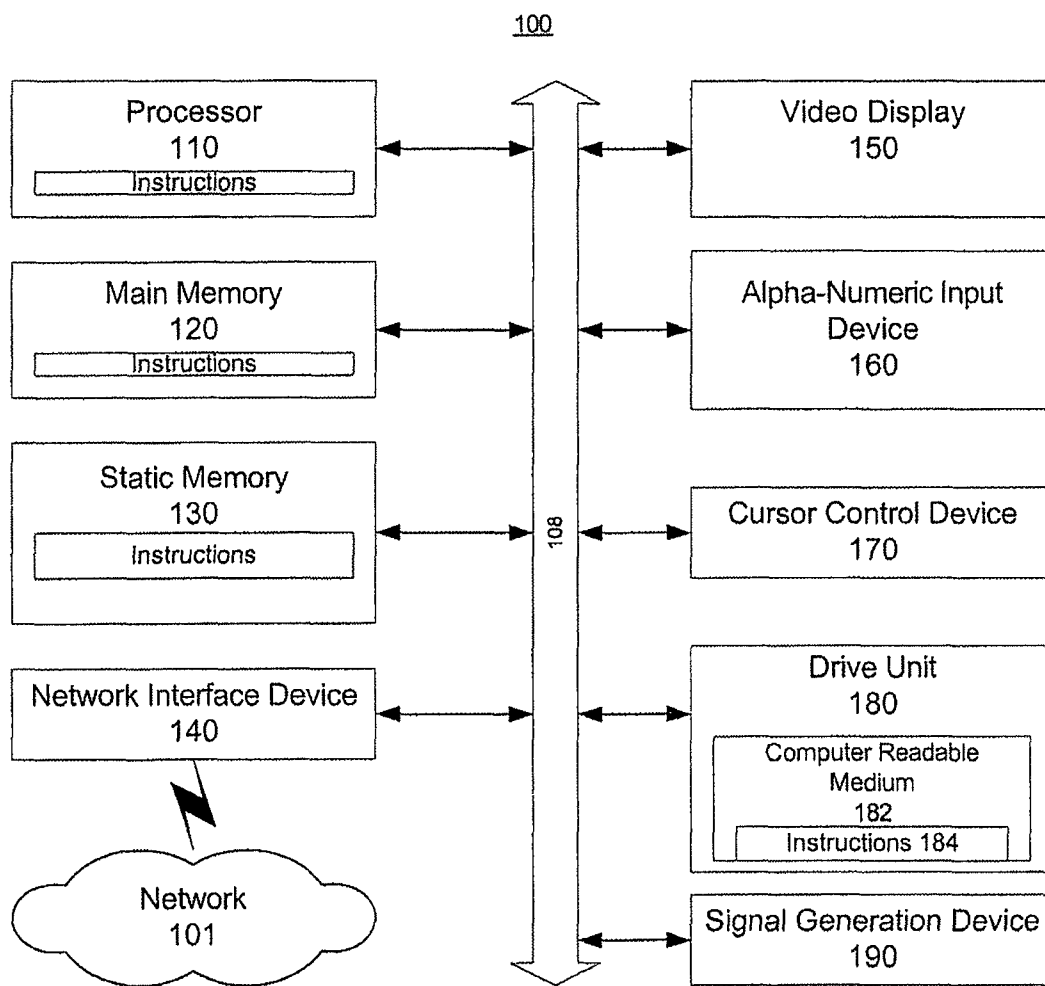 100
Processor
110
Instructions
Main Memory
120
Instructions
Static Memory
130
Instructions
Network Interface Device
140
Network
101
108
Video Display
150
Alpha-Numeric Input
Device
160
Cursor Control Device
170
Drive Unit
180
Computer Readable
Medium
182
Instructions 184
Signal Generation Device
190